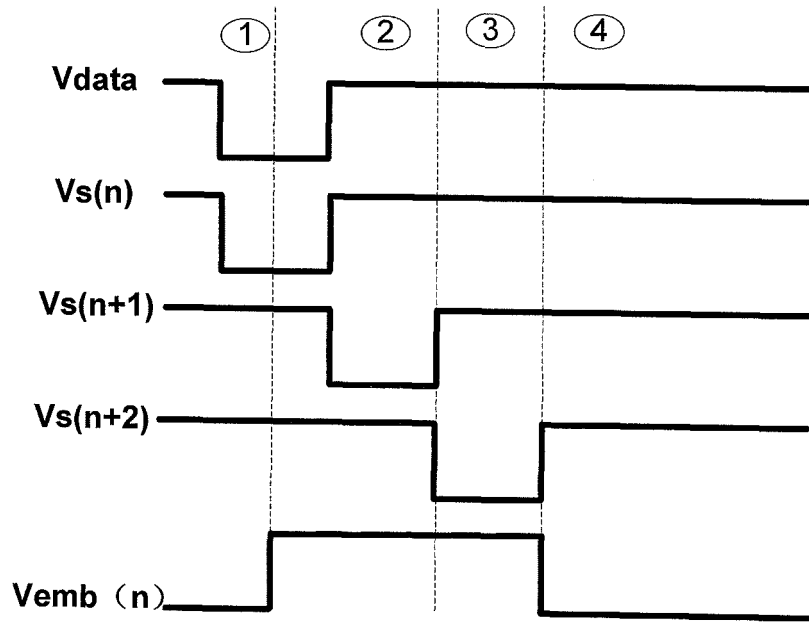 ① ② ③ ④
Vdata
Vs(n)
Vs(n+1)
Vs(n+2)
Vemb（n）